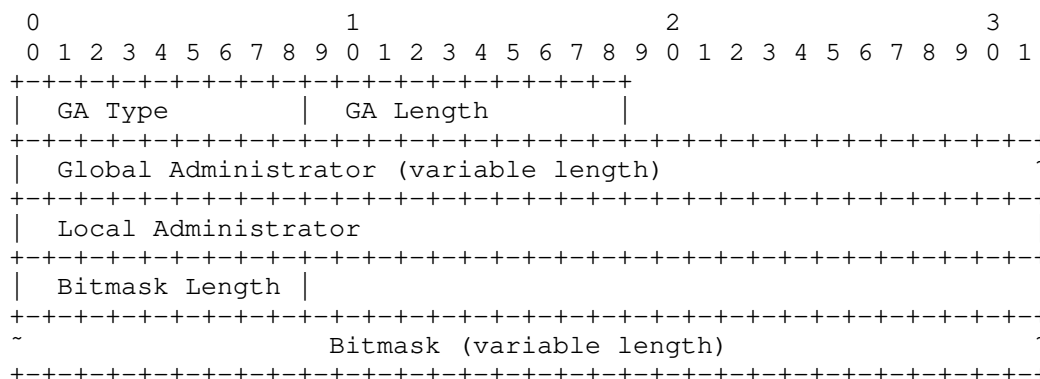 0                   1                   2                   3
 0 1 2 3 4 5 6 7 8 9 0 1 2 3 4 5 6 7 8 9 0 1 2 3 4 5 6 7 8 9 0 1
+-+-+-+-+-+-+-+-+-+-+-+-+-+-+-+-+-+-+-+
|  GA Type        |  GA Length        |
+-+-+-+-+-+-+-+-+-+-+-+-+-+-+-+-+-+-+-+-+-+-+-+-+-+-+-+-+-+-+-+-+--
|  Global Administrator (variable length)                       ~
+-+-+-+-+-+-+-+-+-+-+-+-+-+-+-+-+-+-+-+-+-+-+-+-+-+-+-+-+-+-+-+-+--
|  Local Administrator                                          |
+-+-+-+-+-+-+-+-+-+-+-+-+-+-+-+-+-+-+-+-+-+-+-+-+-+-+-+-+-+-+-+-+--
|  Bitmask Length |
+-+-+-+-+-+-+-+-+-+-+-+-+-+-+-+-+-+-+-+-+-+-+-+-+-+-+-+-+-+-+-+-+--
~                   Bitmask (variable length)                   ~
+-+-+-+-+-+-+-+-+-+-+-+-+-+-+-+-+-+-+-+-+-+-+-+-+-+-+-+-+-+-+-+-+--